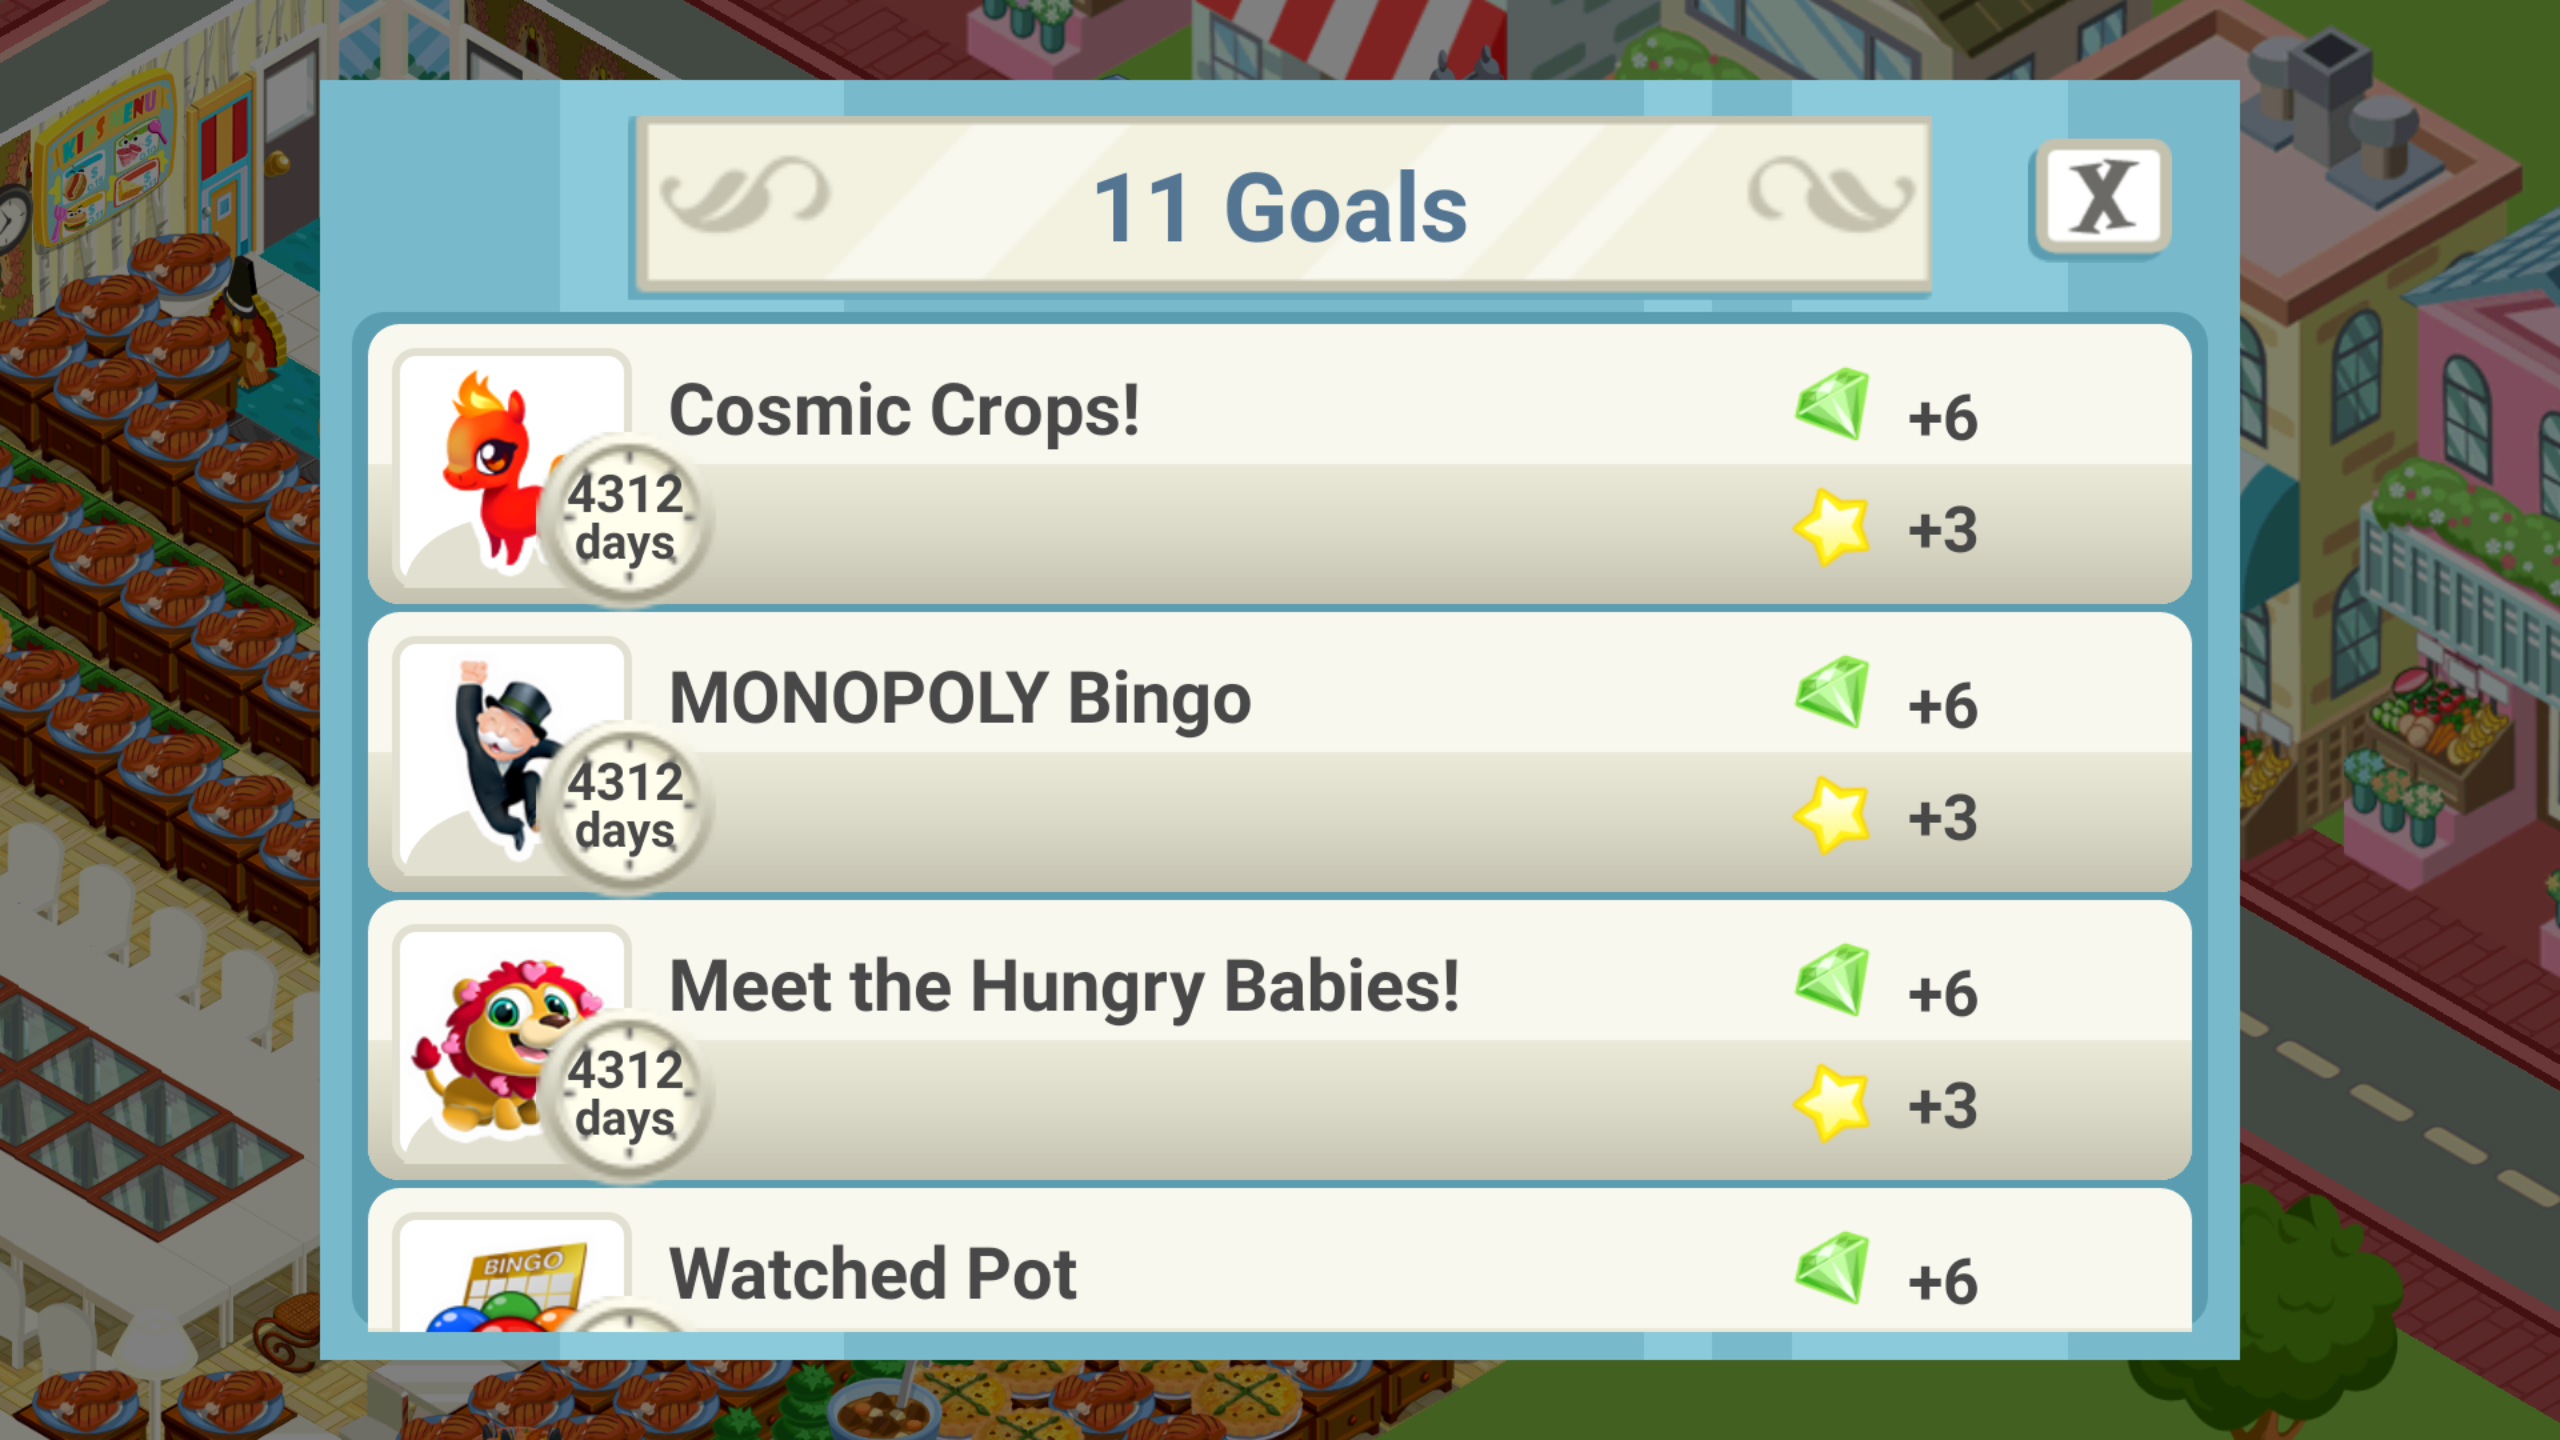 11 Goals
X
Cosmic Crops!
+6
4312
days
+3
MONOPOLY Bingo
+6
4312
days
+3
Meet the Hungry Babies!
+6
4312
days
+3
BINGO
Watched Pot
+6